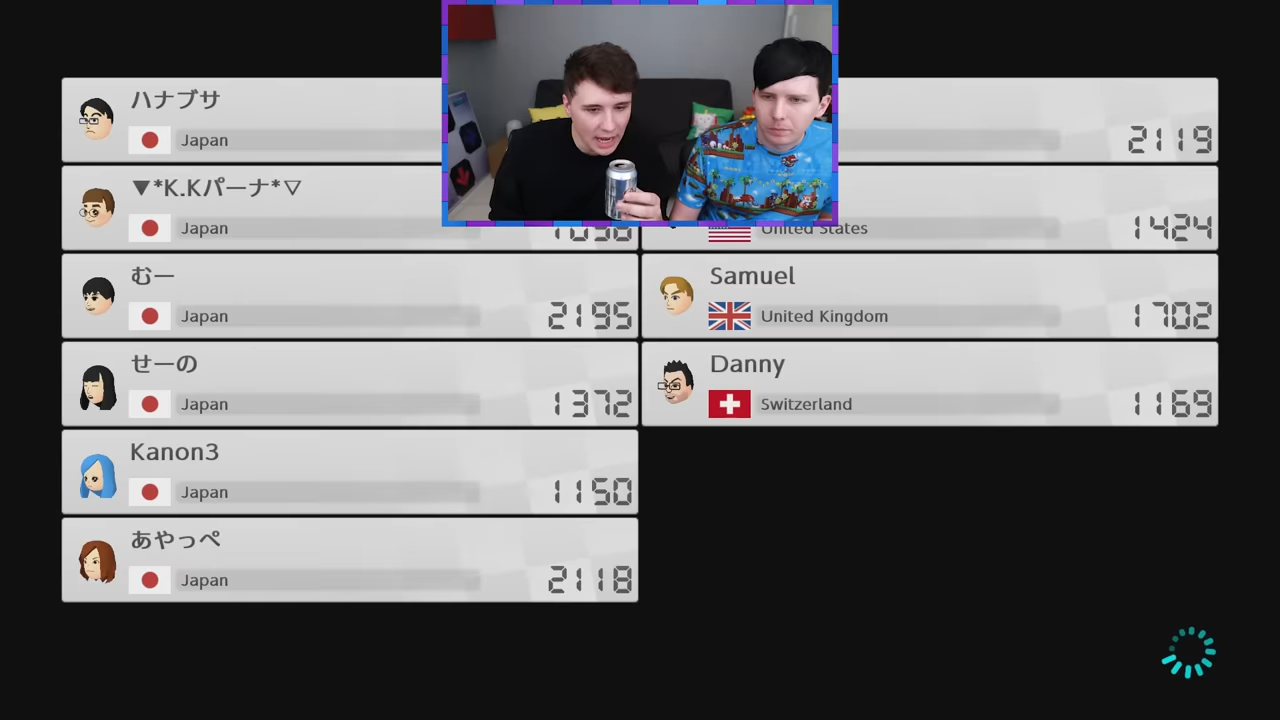 ハナブサ
Japan
2119
▼*K.Kパーナ*▽
Japan
United States
1424
むー
Japan
2195
Samuel
United Kingdom
1702
せーの
Japan
1372
Danny
Switzerland
1169
Kanon3
Japan
1150
あやっぺ
Japan
2118